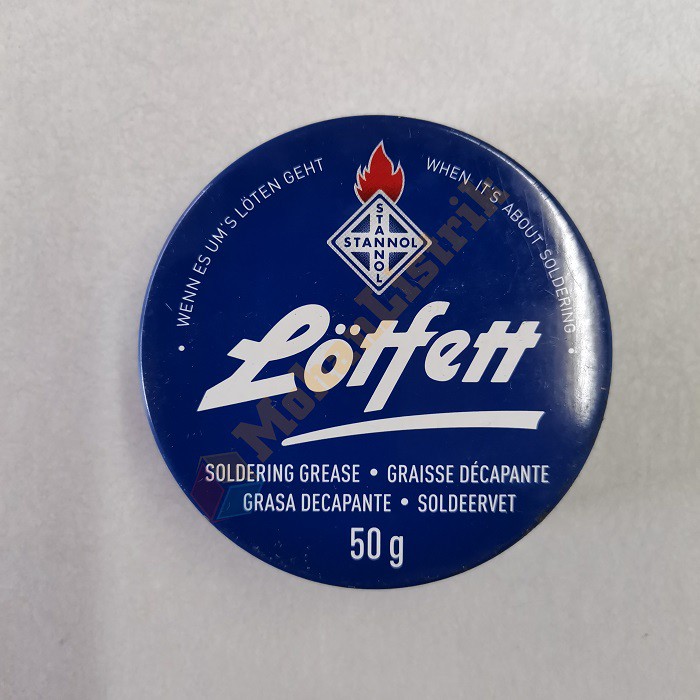 • WENN ES UM'S LÖTEN GEHT
WHEN IT'S ABOUT SOLDERING •
STANNOL
STANNOL
Lötfett
SOLDERING GREASE • GRAISSE DÉCAPANTE
GRASA DECAPANTE • SOLDEERVET
50 g